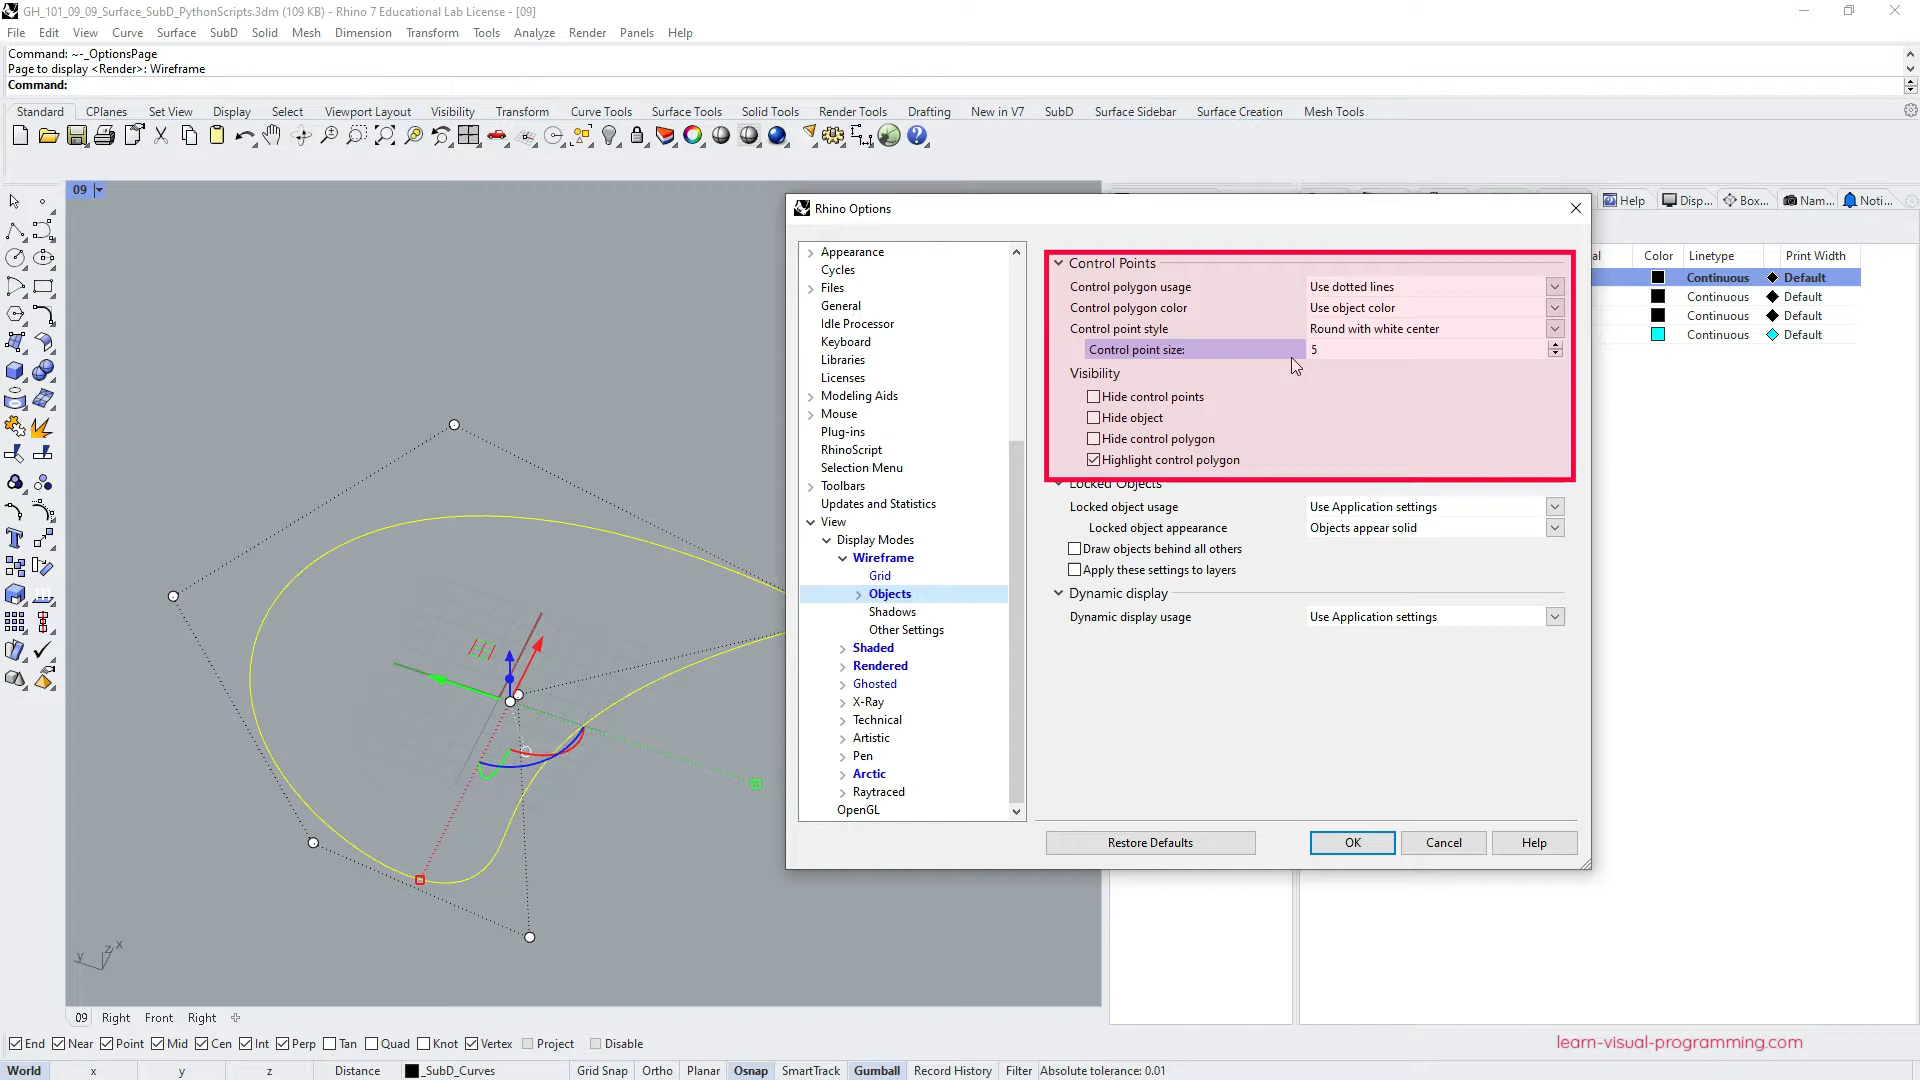 GH_101_09_09_Surface_SubD_PythonScripts.3dm (109 KB) - Rhino 7 Educational Lab License - [09]
File Edit View Curve Surface SubD Solid Mesh Dimension Transform Tools Analyze Render Panels Help
Command: ~-_OptionsPage
Page to display <Render>: Wireframe
Command:
Standard CPlanes Set View Display Select Viewport Layout Visibility Transform Curve Tools Surface Tools Solid Tools Render Tools Drafting New in V7 SubD Surface Sidebar Surface Creation Mesh Tools
09
Help Disp... Box... Nam... Noti...
al Color Linetype Print Width
Continuous Default
Continuous Default
Continuous Default
Continuous Default
Rhino Options
Appearance
Cycles
Files
General
Idle Processor
Keyboard
Libraries
Licenses
Modeling Aids
Mouse
Plug-ins
RhinoScript
Selection Menu
Toolbars
Updates and Statistics
View
Display Modes
Wireframe
Grid
Objects
Shadows
Other Settings
Shaded
Rendered
Ghosted
X-Ray
Technical
Artistic
Pen
Arctic
Raytraced
OpenGL
Control Points
Control polygon usage Use dotted lines
Control polygon color Use object color
Control point style Round with white center
Control point size: 5
Visibility
Hide control points
Hide object
Hide control polygon
Highlight control polygon
Locked Objects
Locked object usage Use Application settings
Locked object appearance Objects appear solid
Draw objects behind all others
Apply these settings to layers
Dynamic display
Dynamic display usage Use Application settings
Restore Defaults OK Cancel Help
y z x
09 Right Front Right
End Near Point Mid Cen Int Perp Tan Quad Knot Vertex Project Disable
learn-visual-programming.com
World x y z Distance _SubD_Curves Grid Snap Ortho Planar Osnap SmartTrack Gumball Record History Filter Absolute tolerance: 0.01